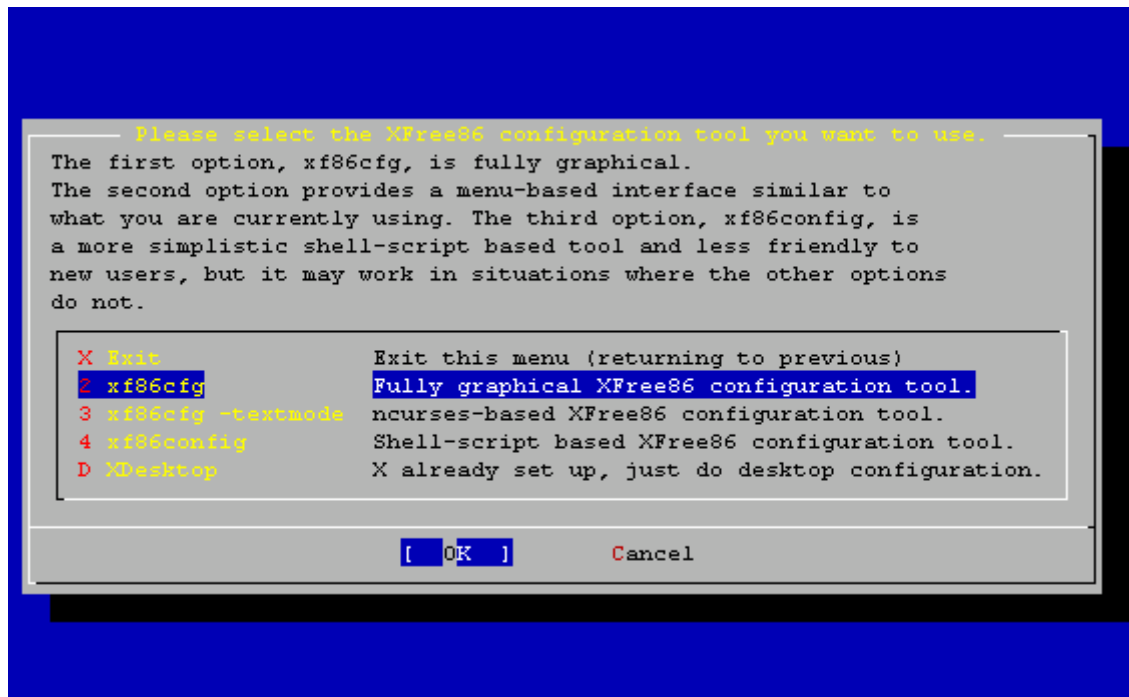 Please select the XFree86 configuration tool you want to use.
The first option, xf86cfg, is fully graphical.
The second option provides a menu-based interface similar to
what you are currently using. The third option, xf86config, is
a more simplistic shell-script based tool and less friendly to
new users, but it may work in situations where the other options
do not.
X Exit Exit this menu (returning to previous)
2 xf86cfg Fully graphical XFree86 configuration tool.
3 xf86cfg -textmode ncurses-based XFree86 configuration tool.
4 xf86config Shell-script based XFree86 configuration tool.
D XDesktop X already set up, just do desktop configuration.
[ OK ] Cancel